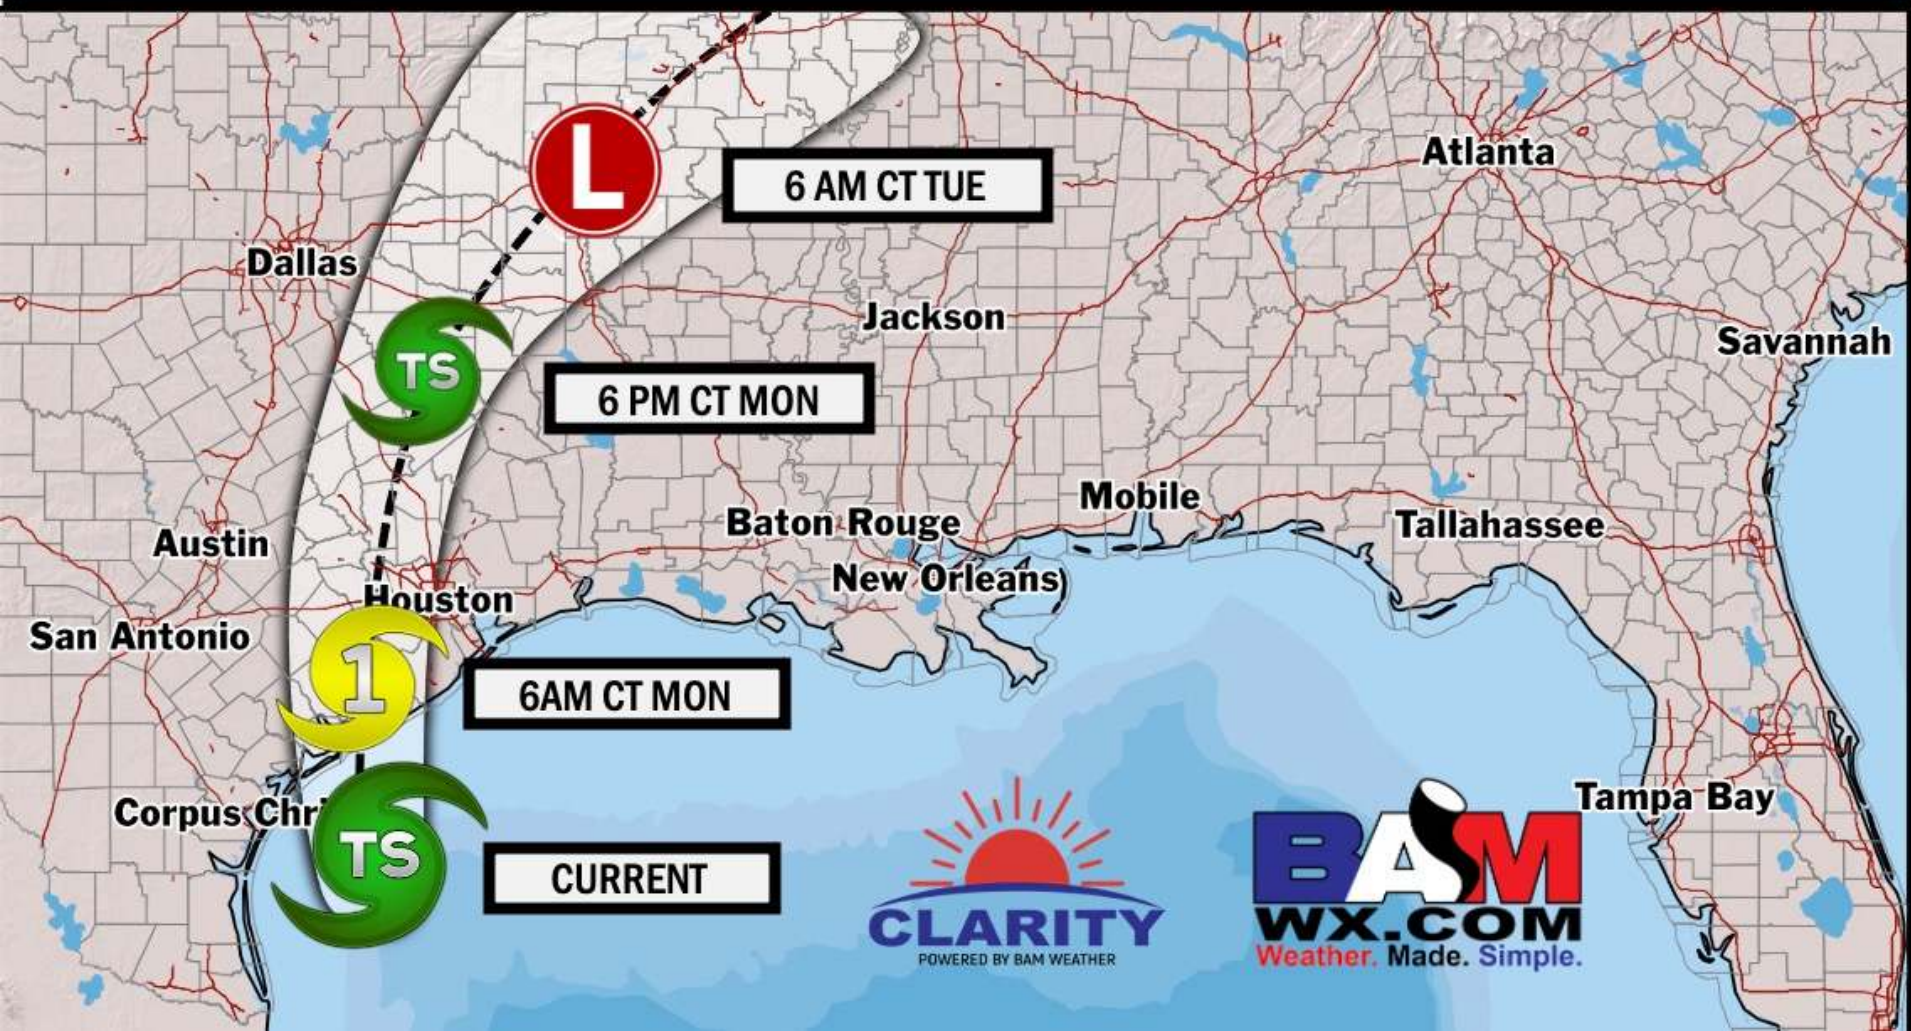 Atlanta
L
6 AM CT TUE
Dallas
Jackson
Savannah
TS
6 PM CT MON
Mobile
Baton Rouge
Tallahassee
Austin
New Orleans
Houston
San Antonio
1
6AM CT MON
Tampa Bay
Corpus Chri
TS
CURRENT
CLARITY
POWERED BY BAM WEATHER
BAM
WX.COM
Weather. Made. Simple.